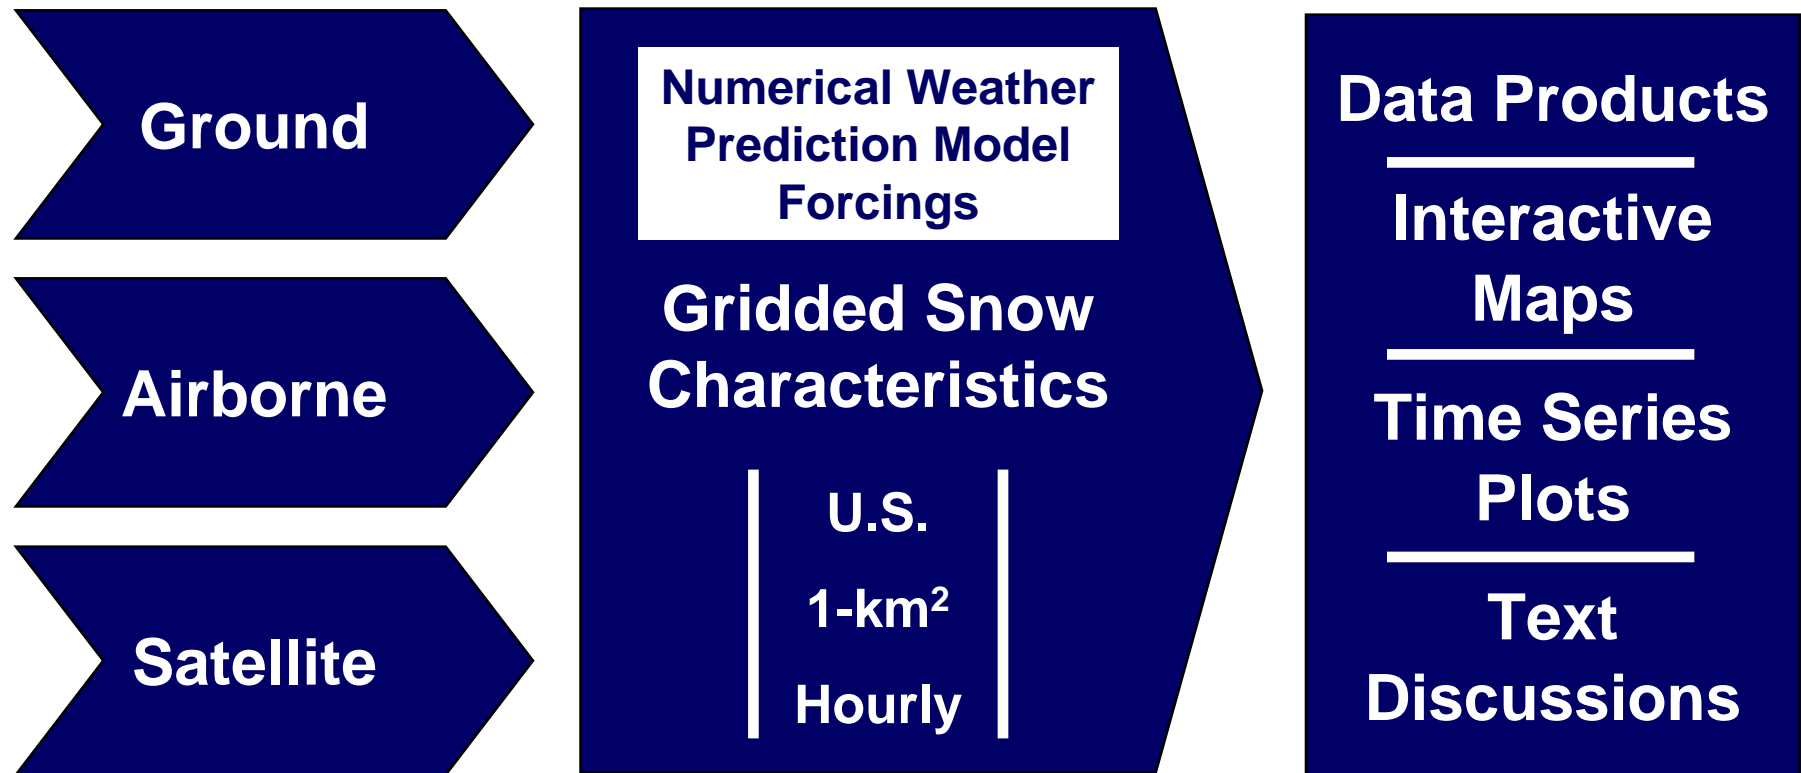 Ground
Airborne
Satellite
Numerical Weather
Prediction Model
Forcings
Gridded Snow
Characteristics
U.S.
1-km²
Hourly
Data Products
Interactive
Maps
Time Series
Plots
Text
Discussions